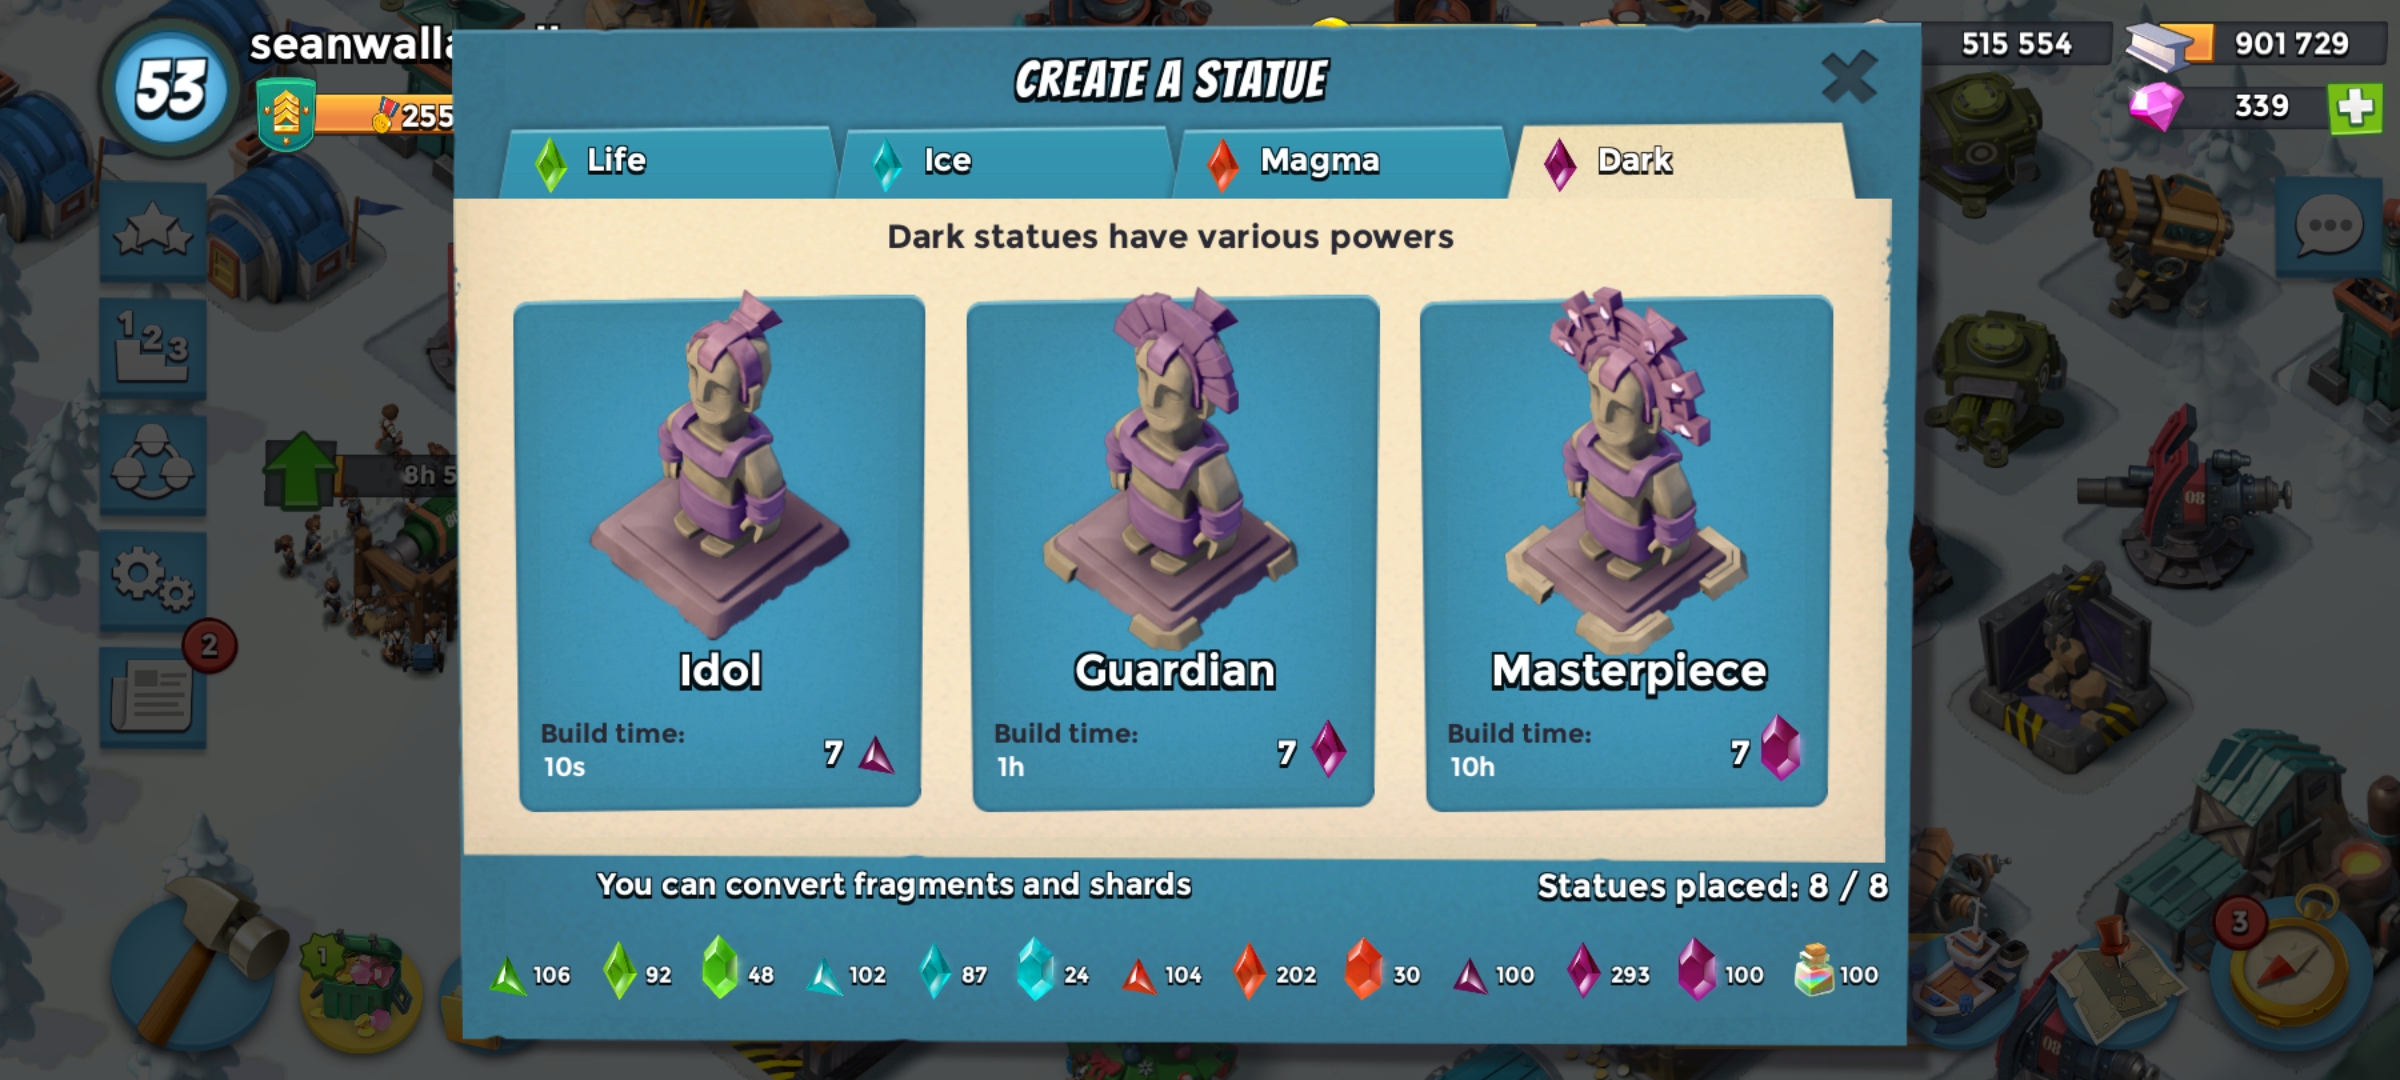 53
seanwall
255
515 554
901 729
339
CREATE A STATUE
Life
Ice
Magma
Dark
Dark statues have various powers
1 2 3
8h 5
2
Idol
Build time:
10s
7
Guardian
Build time:
1h
7
Masterpiece
Build time:
10h
7
08
You can convert fragments and shards
Statues placed: 8 / 8
1
3
106
92
48
102
87
24
104
202
30
100
293
100
100
08